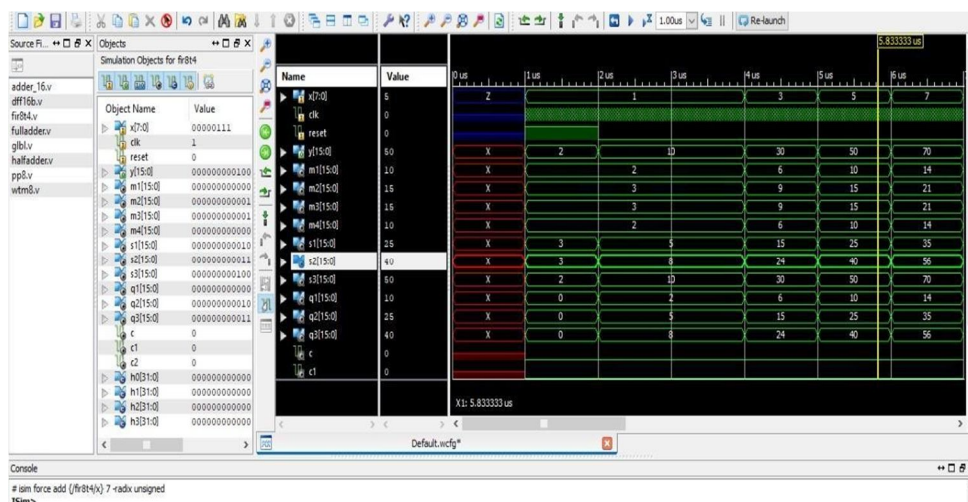 1.00us Re-launch
Source Fi...
adder_16.v
dff16b.v
fir8t4.v
fulladder.v
glbl.v
halfadder.v
pp8.v
wtm8.v
Objects
Simulation Objects for fir8t4
Object Name Value
x[7:0] 00000111
clk 1
reset 0
y[15:0] 000000000100
m1[15:0] 000000000000
m2[15:0] 000000000001
m3[15:0] 000000000001
m4[15:0] 000000000000
s1[15:0] 000000000010
s2[15:0] 000000000011
s3[15:0] 000000000100
q1[15:0] 000000000000
q2[15:0] 000000000010
q3[15:0] 000000000011
c 0
c1 0
c2 0
h0[31:0] 000000000000
h1[31:0] 000000000000
h2[31:0] 000000000000
h3[31:0] 000000000000
5.833333 us
Name Value 0 us 1 us 2 us 3 us 4 us 5 us 6 us
x[7:0] 5 Z 1 3 5 7
clk 0
reset 0
y[15:0] 50 X 2 10 30 50 70
m1[15:0] 10 X 2 6 10 14
m2[15:0] 15 X 3 9 15 21
m3[15:0] 15 X 3 9 15 21
m4[15:0] 10 X 2 6 10 14
s1[15:0] 25 X 3 5 15 25 35
s2[15:0] 40 X 3 8 24 40 56
s3[15:0] 50 X 2 10 30 50 70
q1[15:0] 10 X 0 2 6 10 14
q2[15:0] 25 X 0 5 15 25 35
q3[15:0] 40 X 0 8 24 40 56
c 0
c1 0
X1: 5.833333 us
Default.wcfg*
Console
# isim force add {/fir8t4/x} 7 -radix unsigned
ISim>